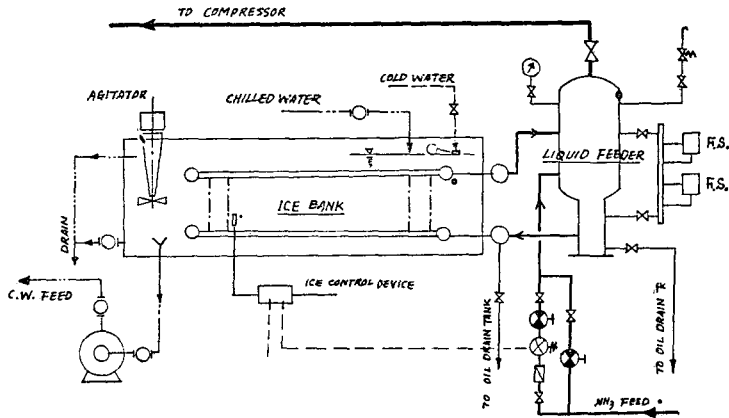 TO COMPRESSOR
COLD WATER
AGITATOR
CHILLED WATER
LIQUID FEEDER
F.S.
F.S.
ICE BANK
DRAIN
C.W. FEED
ICE CONTROL DEVICE
TO OIL DRAIN TANK
TO OIL DRAIN TK
NH3 FEED